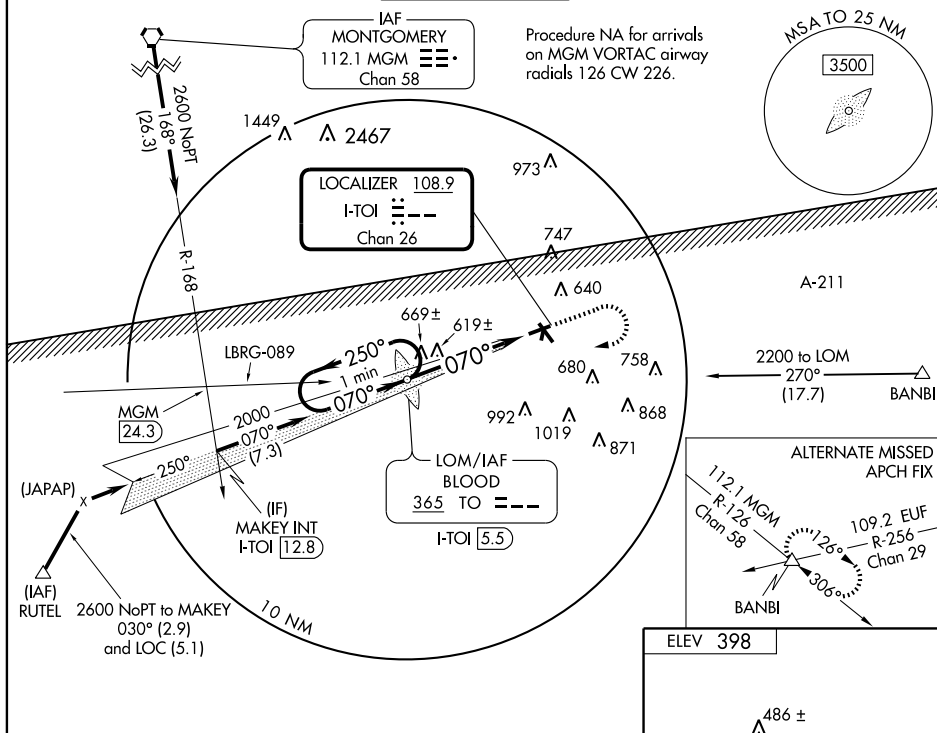 IAF
MONTGOMERY
112.1 MGM
Chan 58
Procedure NA for arrivals
on MGM VORTAC airway
radials 126 CW 226.
MSA TO 25 NM
3500
2600 NoPT
168°
(26.3)
1449
2467
973
LOCALIZER 108.9
I-TOI
Chan 26
747
640
A-211
R-168
669±
619±
LBRG-089
250°
1 min
070°
070°
680
758
2200 to LOM
270°
(17.7)
BANBI
MGM
24.3
2000
070°
(7.3)
250°
992
1019
868
871
(JAPAP)
X
LOM/IAF
BLOOD
365 TO
I-TOI 5.5
(IF)
MAKEY INT
I-TOI 12.8
ALTERNATE MISSED
APCH FIX
112.1 MGM
R-126
Chan 58
109.2 EUF
R-256
Chan 29
126°
306°
BANBI
(IAF)
RUTEL
2600 NoPT to MAKEY
030° (2.9)
and LOC (5.1)
10 NM
ELEV 398
486 ±